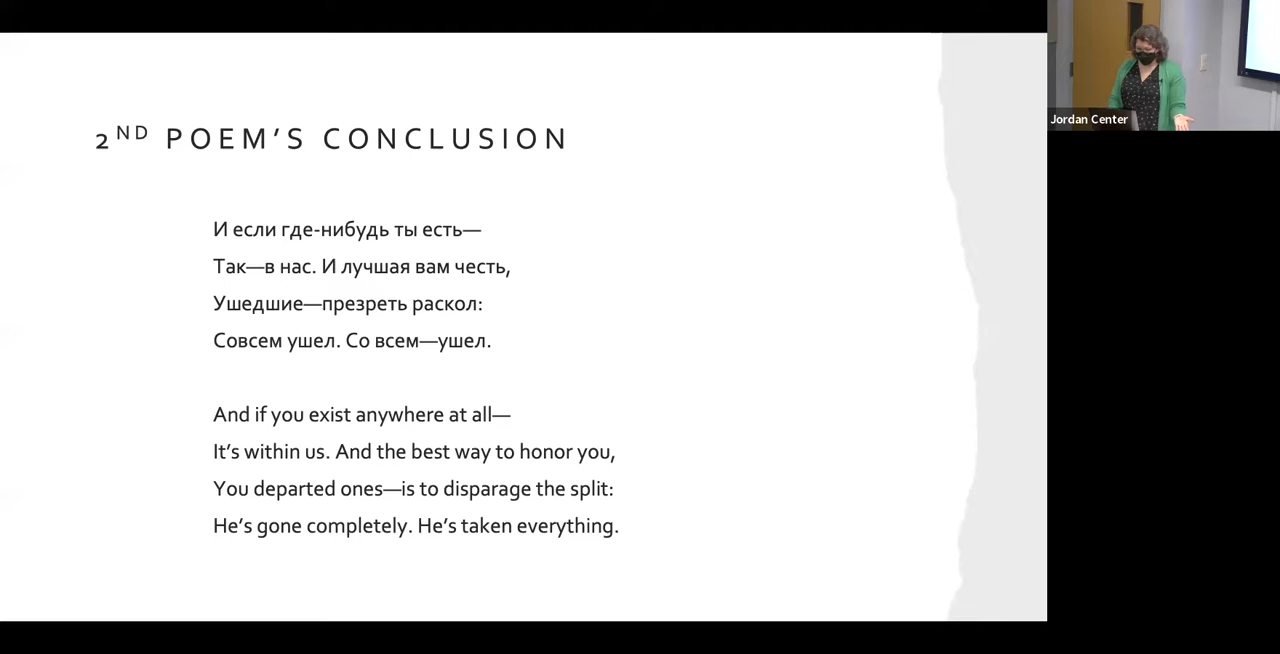 2ND POEM’S CONCLUSION
И если где-нибудь ты есть—
Так—в нас. И лучшая вам честь,
Ушедшие—презреть раскол:
Совсем ушел. Со всем—ушел.
And if you exist anywhere at all—
It’s within us. And the best way to honor you,
You departed ones—is to disparage the split:
He’s gone completely. He’s taken everything.
Jordan Center